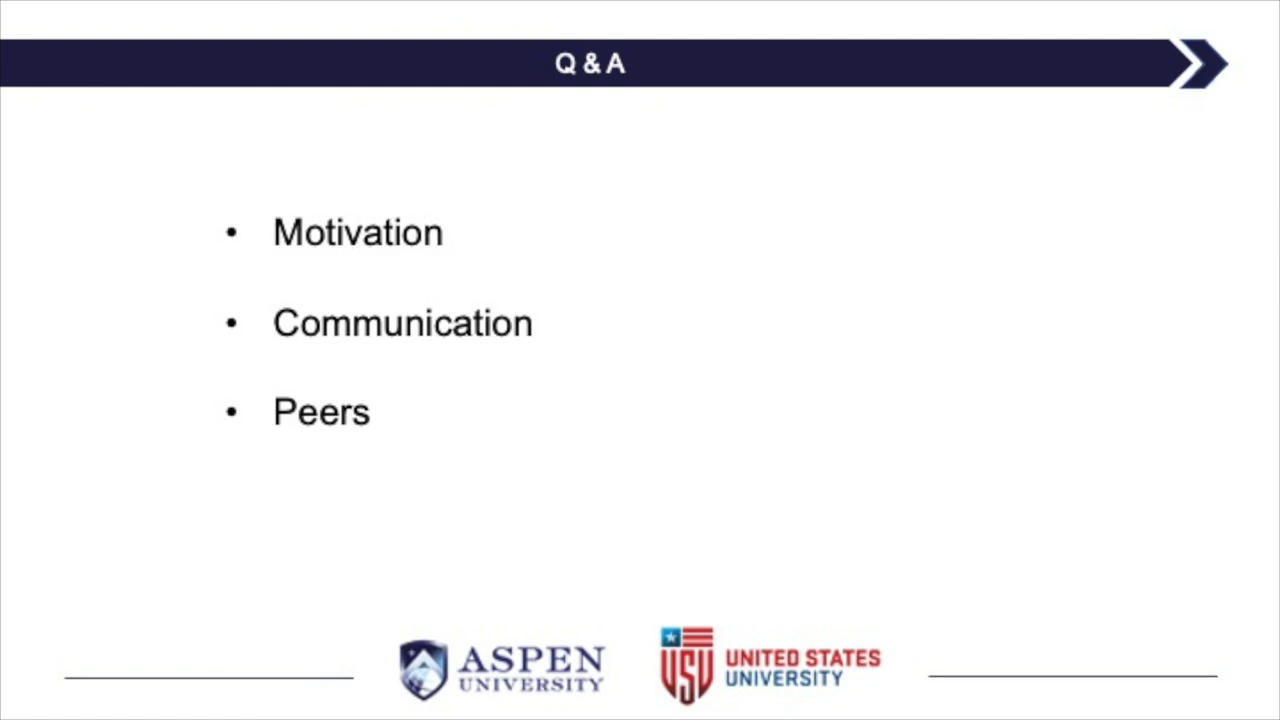 Q & A
• Motivation
• Communication
• Peers
ASPEN
UNIVERSITY
USU
UNITED STATES
UNIVERSITY